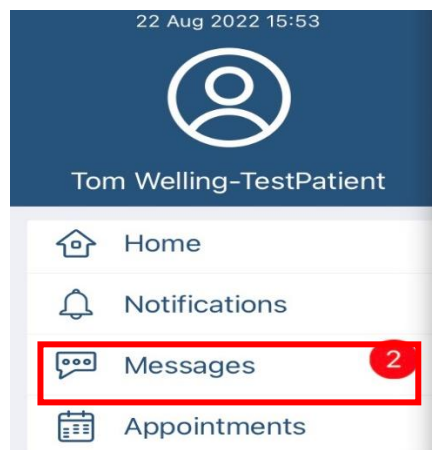 22 Aug 2022 15:53
Tom Welling-TestPatient
Home
Notifications
Messages 2
Appointments